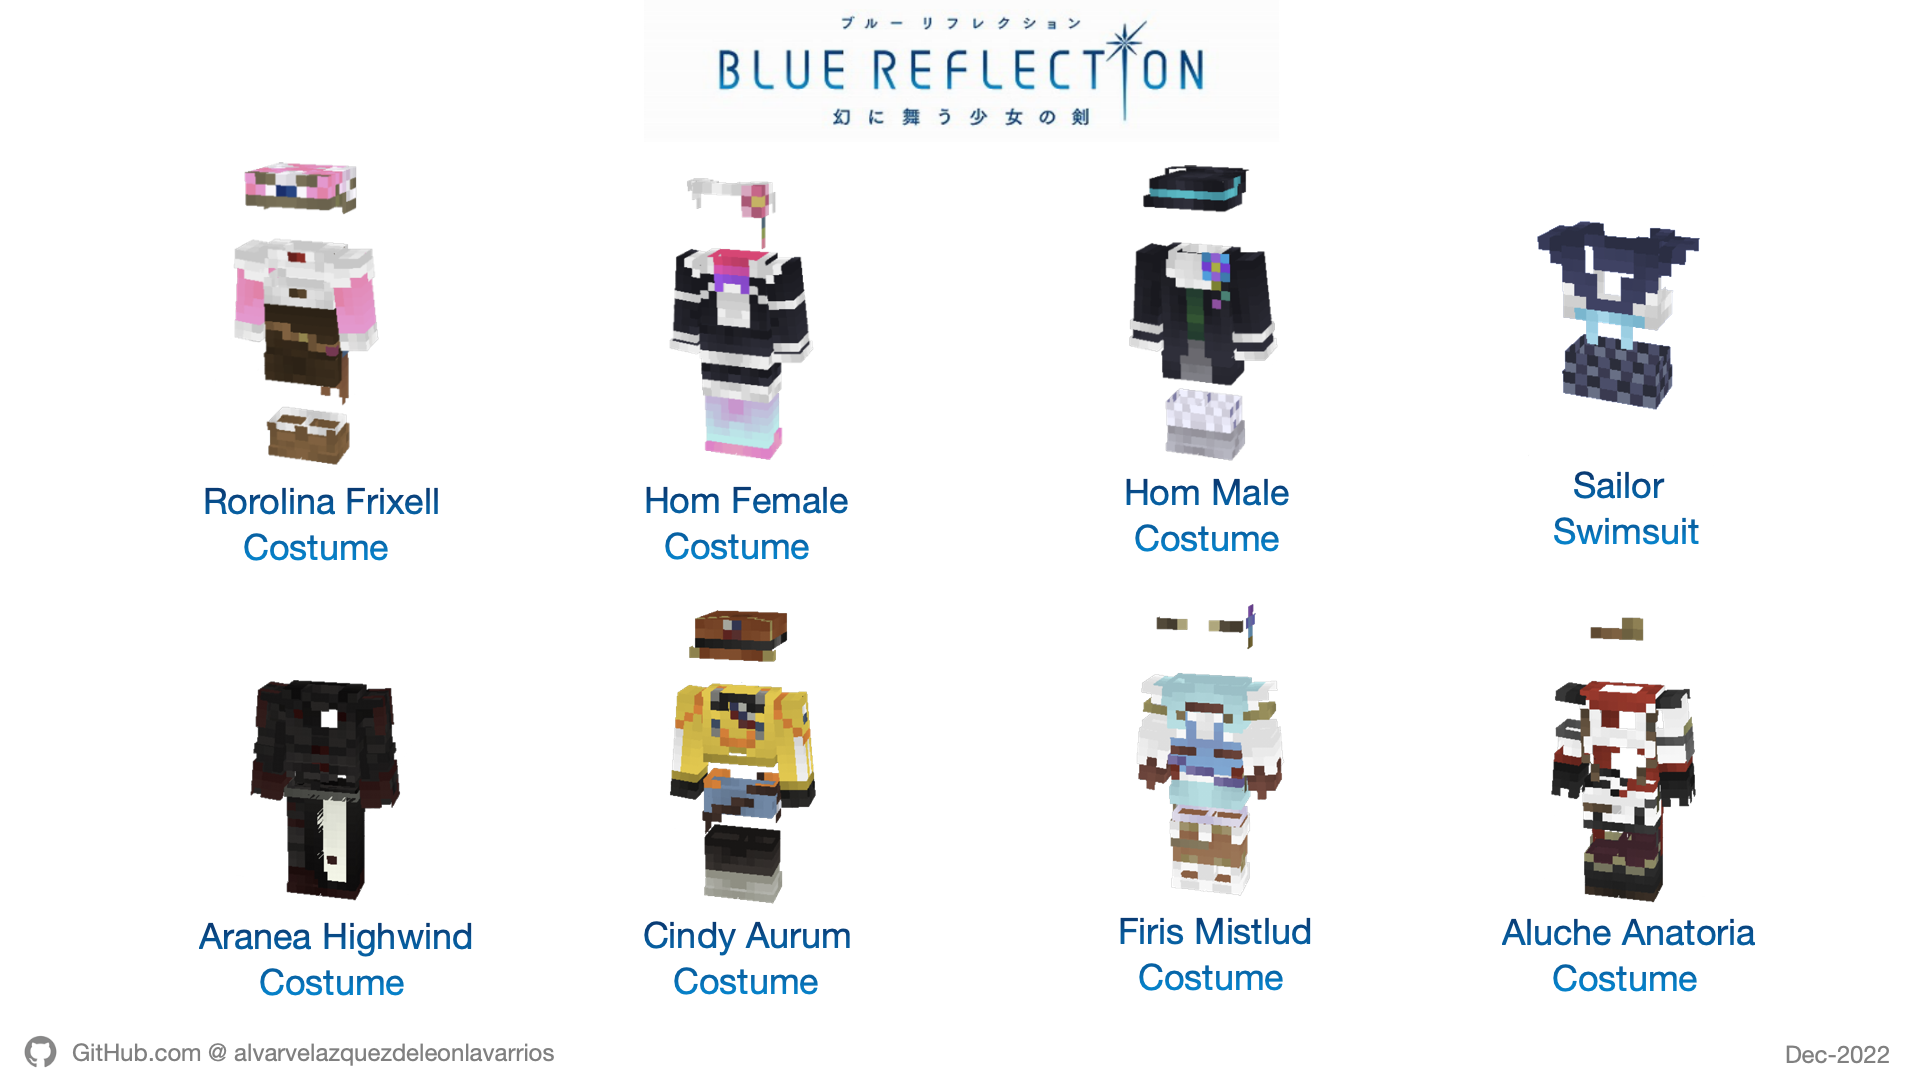 ブルーリフレクション
BLUE REFLECTION
幻に舞う少女の剣
Rorolina Frixell
Costume
Hom Female
Costume
Hom Male
Costume
Sailor
Swimsuit
Aranea Highwind
Costume
Cindy Aurum
Costume
Firis Mistlud
Costume
Aluche Anatoria
Costume
GitHub.com @ alvarvelazquezdeleonlavarrios
Dec-2022